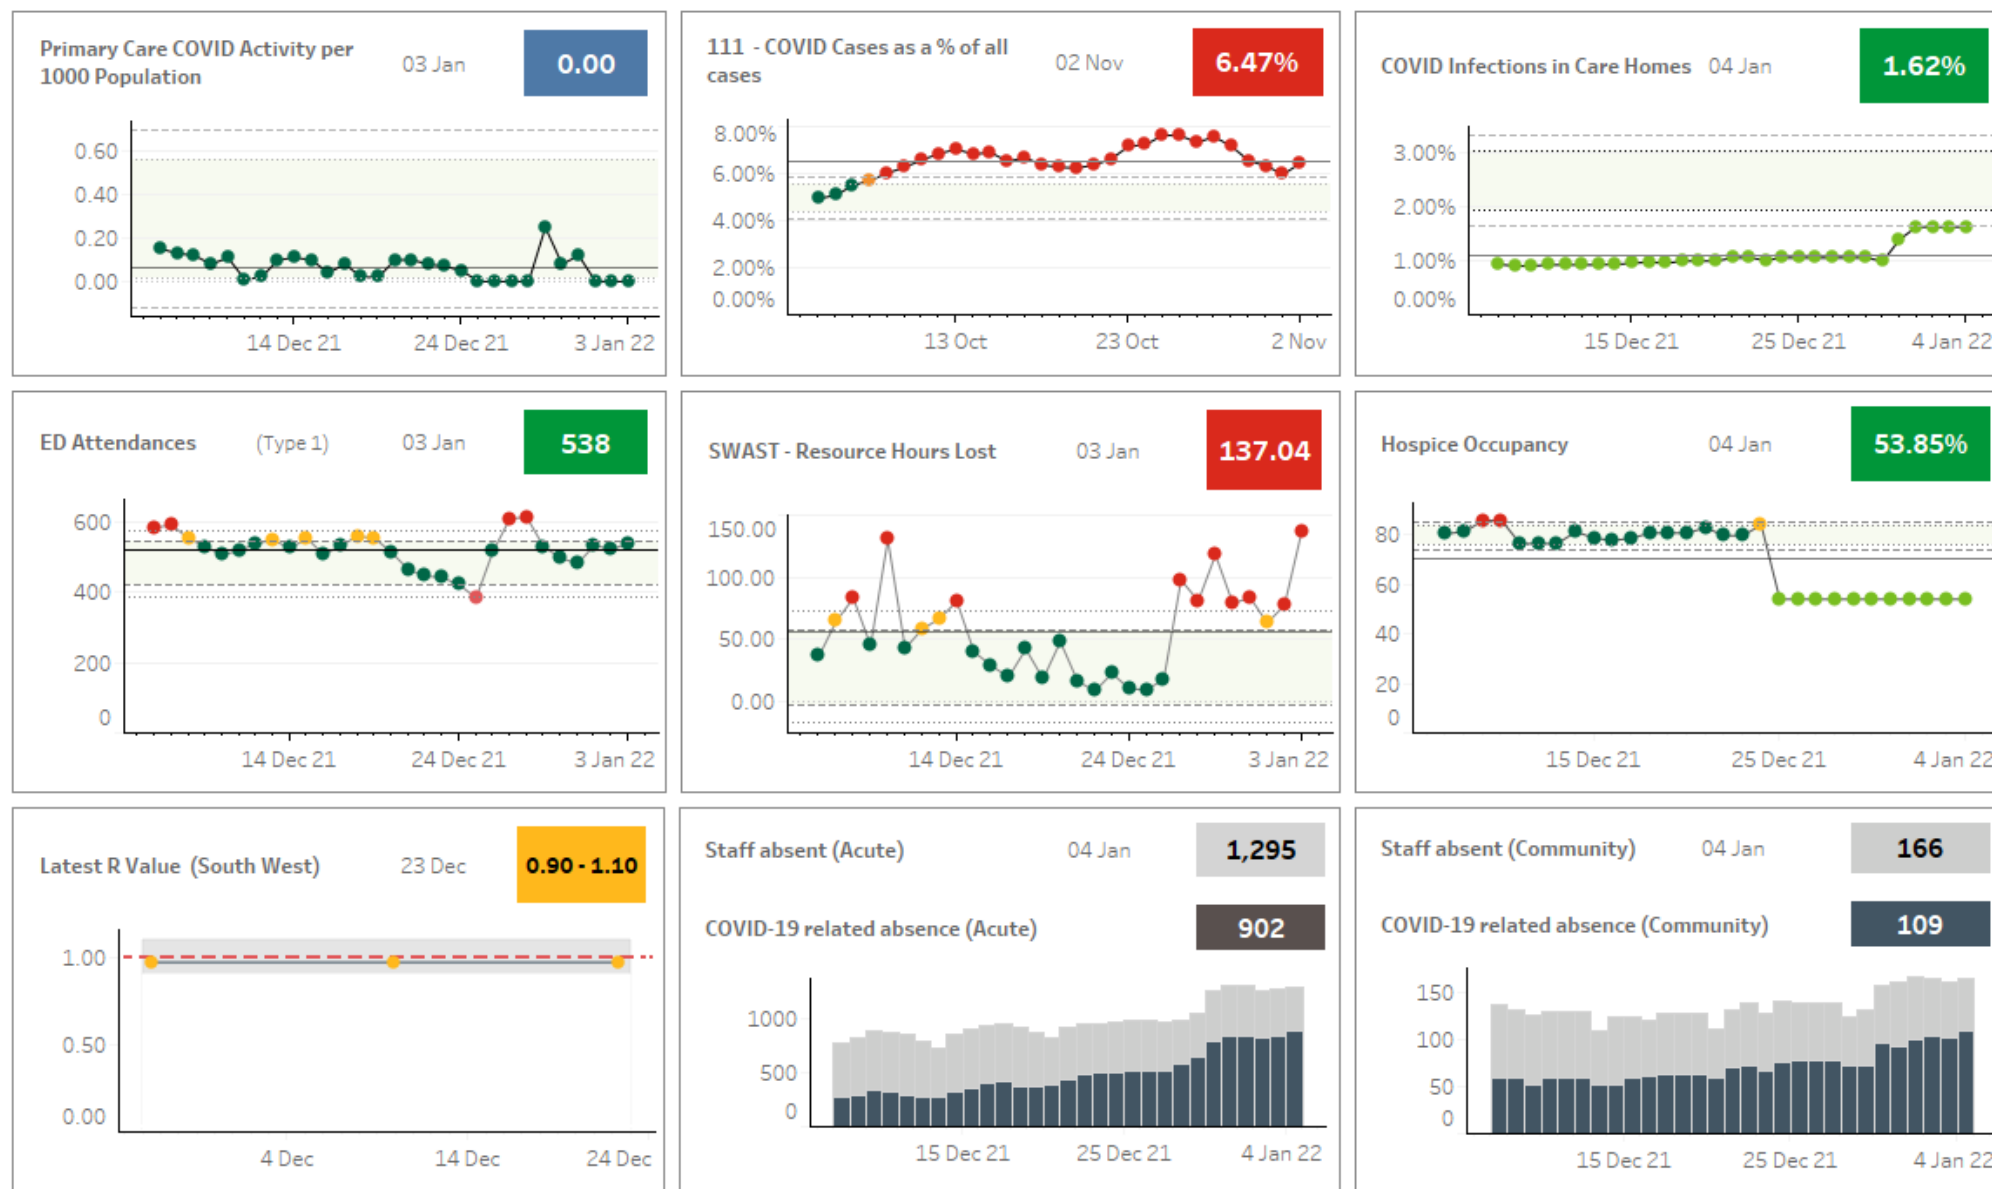 Primary Care COVID Activity per
1000 Population
03 Jan
0.00
0.60
0.40
0.20
0.00
14 Dec 21
24 Dec 21
3 Jan 22
111 - COVID Cases as a % of all
cases
02 Nov
6.47%
8.00%
6.00%
4.00%
2.00%
0.00%
13 Oct
23 Oct
2 Nov
COVID Infections in Care Homes
04 Jan
1.62%
3.00%
2.00%
1.00%
0.00%
15 Dec 21
25 Dec 21
4 Jan 22
ED Attendances
(Type 1)
03 Jan
538
600
400
200
0
14 Dec 21
24 Dec 21
3 Jan 22
SWAST - Resource Hours Lost
03 Jan
137.04
150.00
100.00
50.00
0.00
14 Dec 21
24 Dec 21
3 Jan 22
Hospice Occupancy
04 Jan
53.85%
80
60
40
20
0
15 Dec 21
25 Dec 21
4 Jan 22
Latest R Value (South West)
23 Dec
0.90 - 1.10
1.00
0.50
0.00
4 Dec
14 Dec
24 Dec
Staff absent (Acute)
04 Jan
1,295
COVID-19 related absence (Acute)
902
1000
500
0
15 Dec 21
25 Dec 21
4 Jan 22
Staff absent (Community)
04 Jan
166
COVID-19 related absence (Community)
109
150
100
50
0
15 Dec 21
25 Dec 21
4 Jan 22